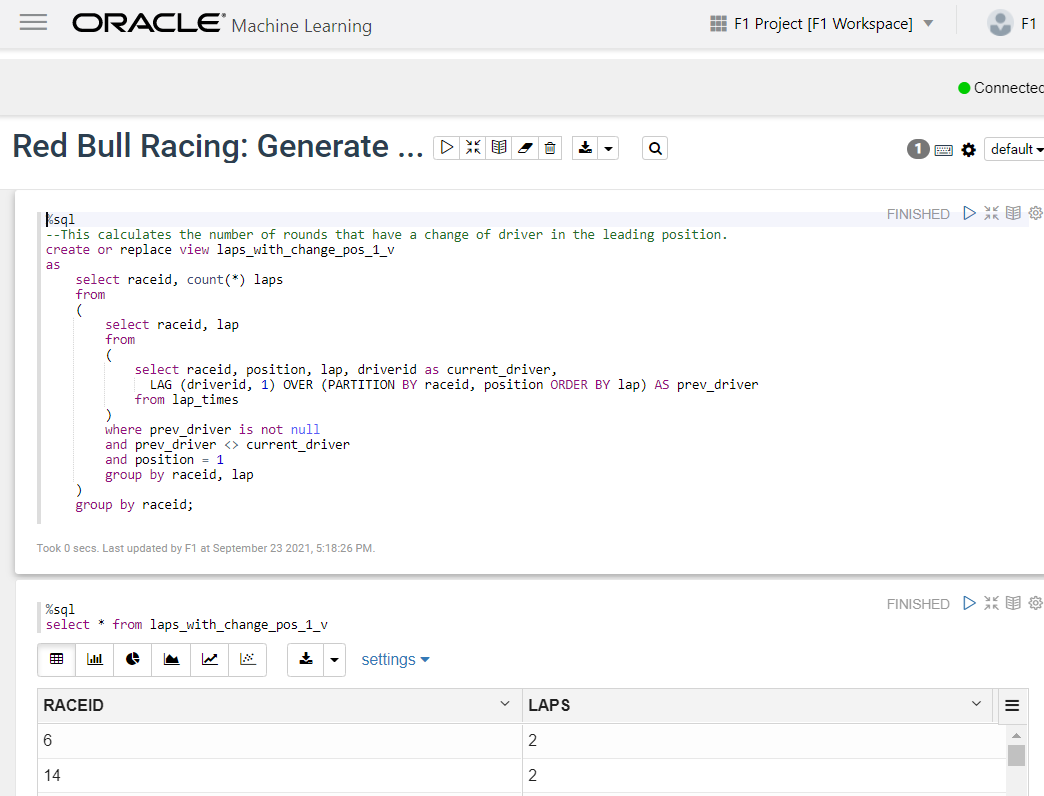 ORACLE Machine Learning
F1 Project [F1 Workspace]
F1
Connected
Red Bull Racing: Generate ...
1
default
FINISHED
%sql
--This calculates the number of rounds that have a change of driver in the leading position.
create or replace view laps_with_change_pos_1_v
as
select raceid, count(*) laps
from
(
select raceid, lap
from
(
select raceid, position, lap, driverid as current_driver,
LAG (driverid, 1) OVER (PARTITION BY raceid, position ORDER BY lap) AS prev_driver
from lap_times
)
where prev_driver is not null
and prev_driver <> current_driver
and position = 1
group by raceid, lap
)
group by raceid;
Took 0 secs. Last updated by F1 at September 23 2021, 5:18:26 PM.
FINISHED
%sql
select * from laps_with_change_pos_1_v
settings
RACEID LAPS
6 2
14 2